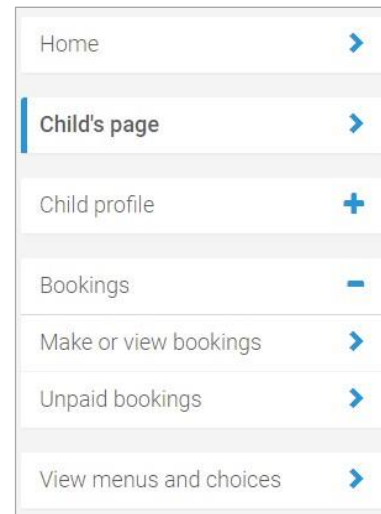 Home
Child's page
Child profile
Bookings
Make or view bookings
Unpaid bookings
View menus and choices